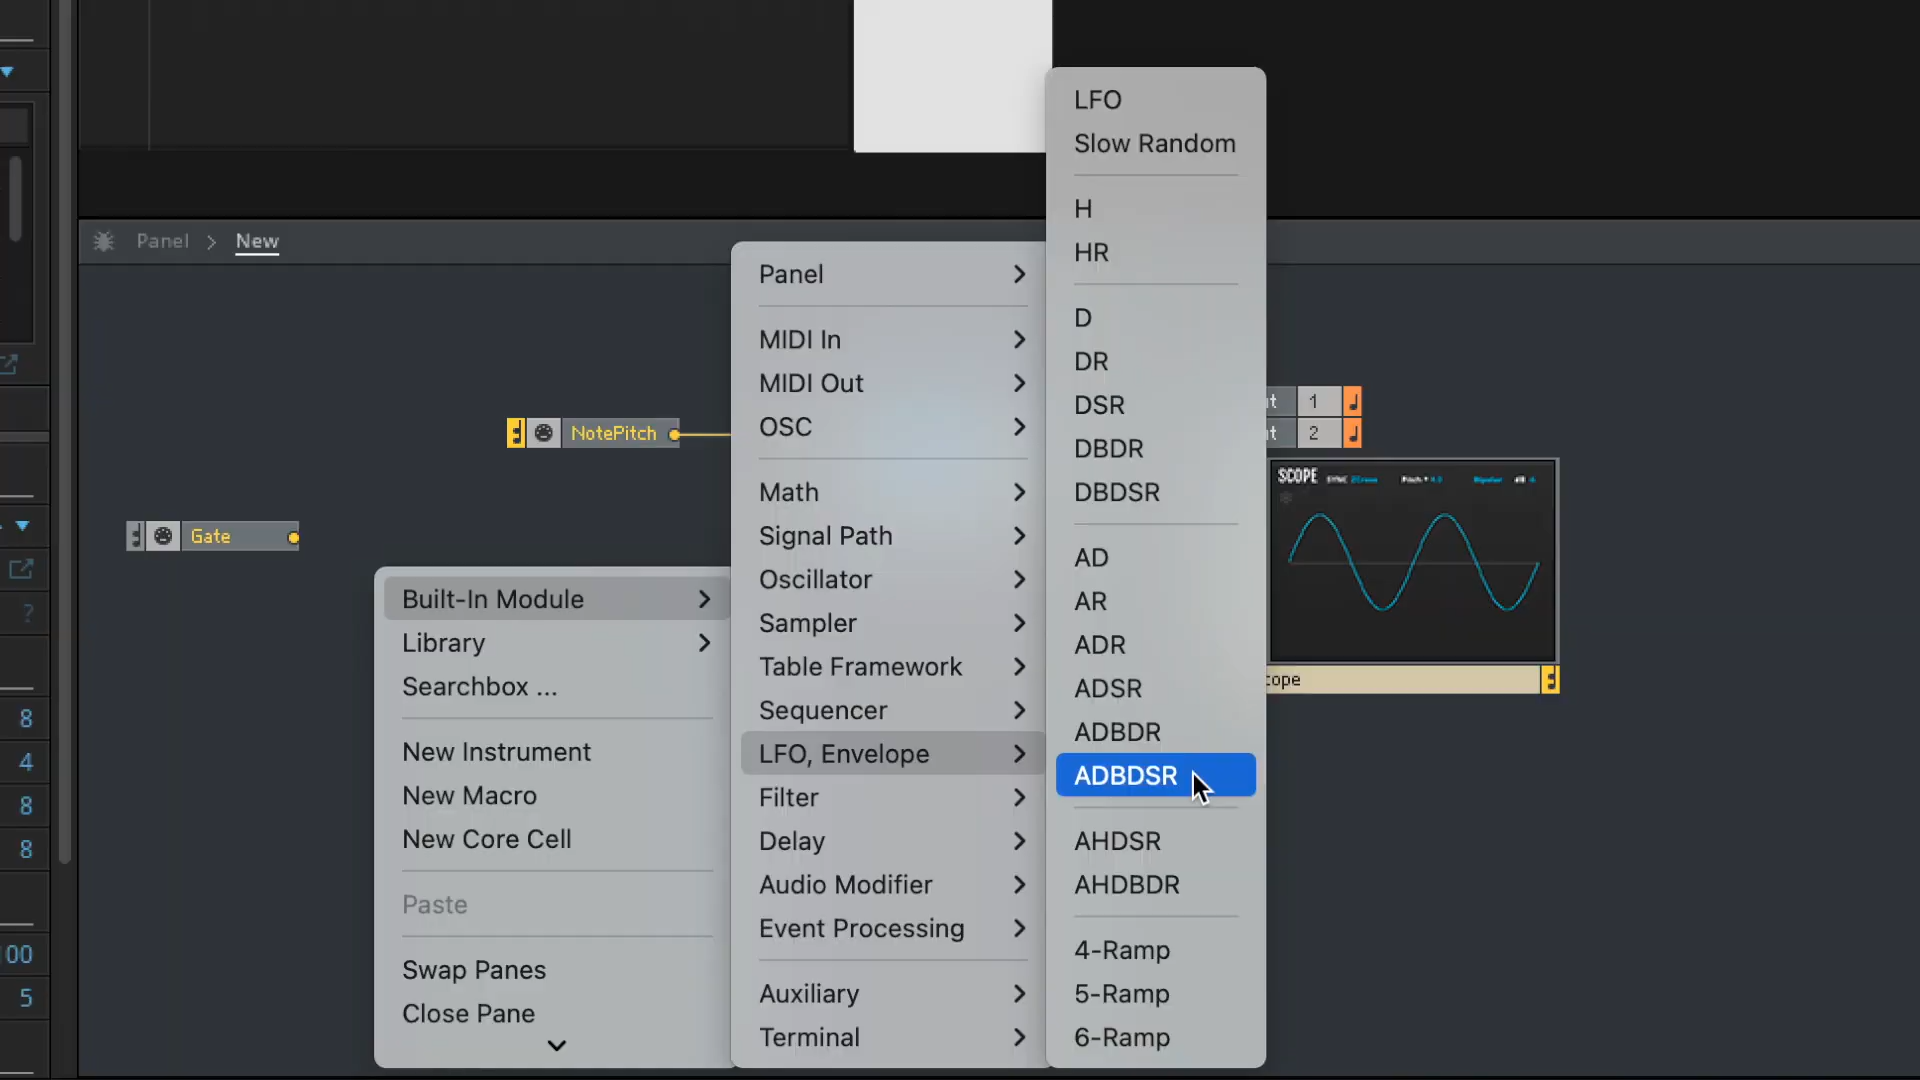 Panel > New
NotePitch
Gate
Built-In Module
Library
Searchbox ...
New Instrument
New Macro
New Core Cell
Paste
Swap Panes
Close Pane
Panel
MIDI In
MIDI Out
OSC
Math
Signal Path
Oscillator
Sampler
Table Framework
Sequencer
LFO, Envelope
Filter
Delay
Audio Modifier
Event Processing
Auxiliary
Terminal
LFO
Slow Random
H
HR
D
DR
DSR
DBDR
DBDSR
AD
AR
ADR
ADSR
ADBDR
ADBDSR
AHDSR
AHDBDR
4-Ramp
5-Ramp
6-Ramp
t 1
t 2
SCOPE
cope
?
8
4
8
8
100
5